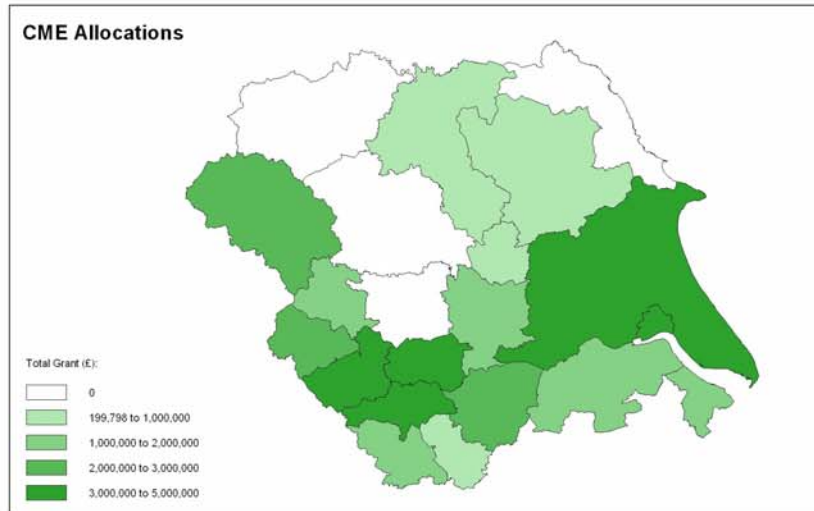 CME Allocations
Total Grant (£):
0
199,798 to 1,000,000
1,000,000 to 2,000,000
2,000,000 to 3,000,000
3,000,000 to 5,000,000